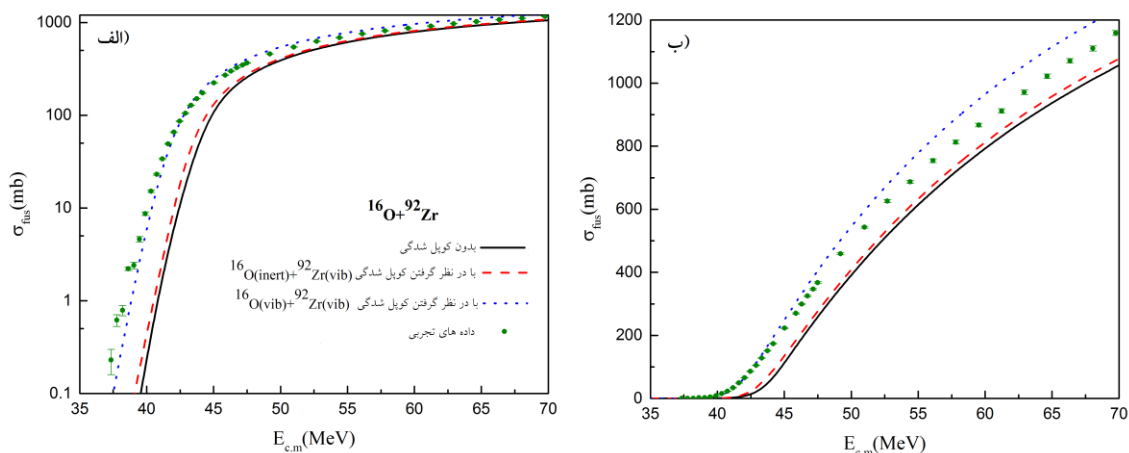 الف)
1000
100
10
1
0.1
σfus(mb)
35 40 45 50 55 60 65 70
Ec.m(MeV)
16O+92Zr
بدون کوپل شدگی
با در نظر گرفتن کوپل شدگی 16O(inert)+92Zr(vib)
با در نظر گرفتن کوپل شدگی 16O(vib)+92Zr(vib)
داده های تجربی
ب)
1200
1000
800
600
400
200
0
σfus(mb)
35 40 45 50 55 60 65 70
Ec.m(MeV)